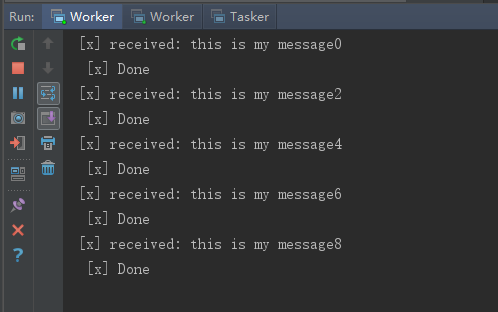 Run: Worker Worker Tasker
[x] received: this is my message0
[x] Done
[x] received: this is my message2
[x] Done
[x] received: this is my message4
[x] Done
[x] received: this is my message6
[x] Done
[x] received: this is my message8
[x] Done